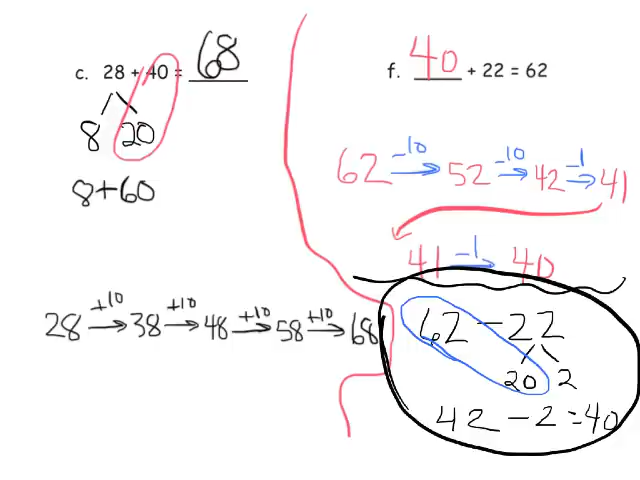 c. 28 + 40 = 68
8 20
8+60
+10 +10 +10 +10
28 → 38 → 48 → 58 → 68
f. 40 + 22 = 62
-10 -10 -1
62 → 52 → 42 → 41
-1
41 → 40
62 - 22
20 2
42 - 2 = 40